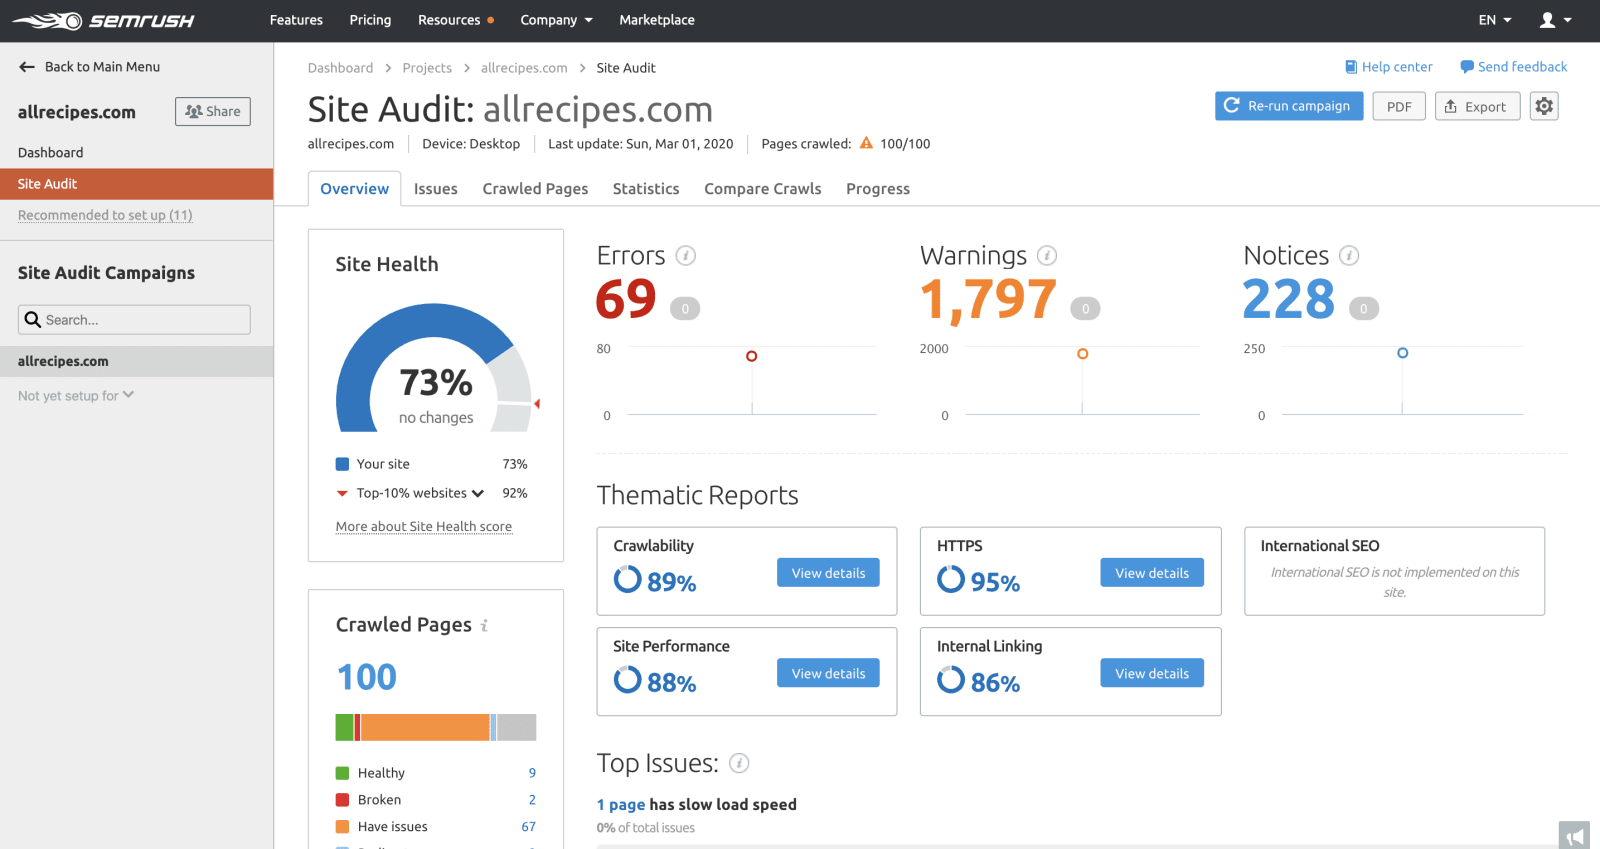 SEMRUSH
Features Pricing Resources Company Marketplace EN
Back to Main Menu
allrecipes.com Share
Dashboard
Site Audit
Recommended to set up (11)
Site Audit Campaigns
Search...
allrecipes.com
Not yet setup for
Dashboard > Projects > allrecipes.com > Site Audit
Help center Send feedback
Site Audit: allrecipes.com
Re-run campaign PDF Export
allrecipes.com Device: Desktop Last update: Sun, Mar 01, 2020 Pages crawled: 100/100
Overview Issues Crawled Pages Statistics Compare Crawls Progress
Site Health
73%
no changes
Your site 73%
Top-10% websites 92%
More about Site Health score
Crawled Pages i
100
Healthy 9
Broken 2
Have issues 67
Errors i
69 0
80
0
Warnings i
1,797 0
2000
0
Notices i
228 0
250
0
Thematic Reports
Crawlability
89% View details
HTTPS
95% View details
International SEO
International SEO is not implemented on this
site.
Site Performance
88% View details
Internal Linking
86% View details
Top Issues: i
1 page has slow load speed
0% of total issues